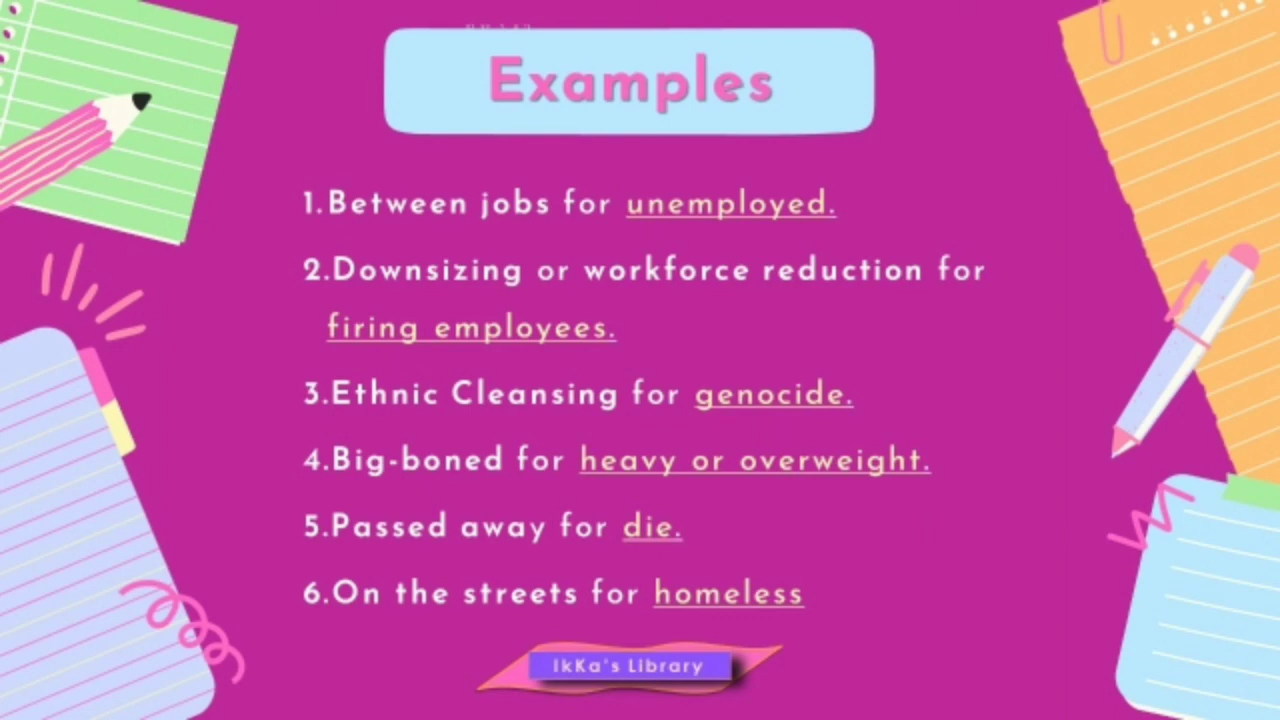 Examples
1.Between jobs for unemployed.
2.Downsizing or workforce reduction for
firing employees.
3.Ethnic Cleansing for genocide.
4.Big-boned for heavy or overweight.
5.Passed away for die.
6.On the streets for homeless
IkKa's Library